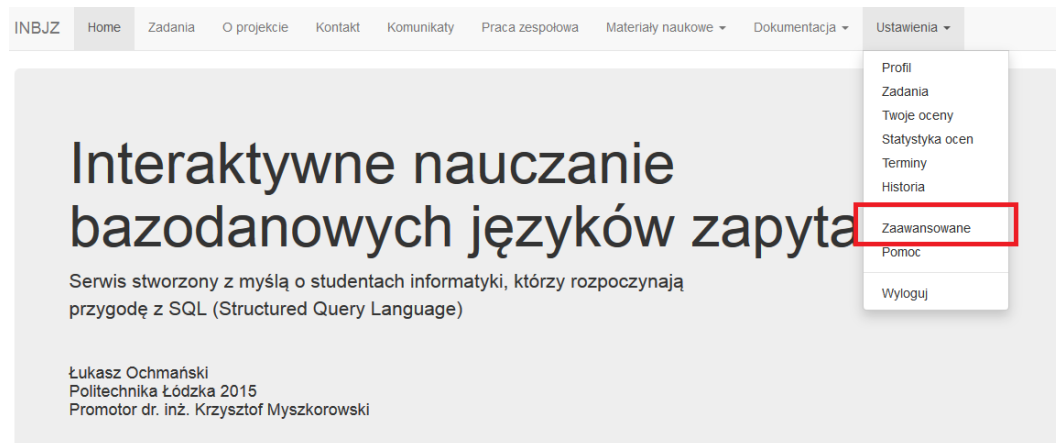 INBJZ Home Zadania O projekcie Kontakt Komunikaty Praca zespołowa Materiały naukowe Dokumentacja Ustawienia
Profil
Zadania
Twoje oceny
Statystyka ocen
Terminy
Historia
Zaawansowane
Pomoc
Wyloguj
Interaktywne nauczanie
bazodanowych języków zapyta
Serwis stworzony z myślą o studentach informatyki, którzy rozpoczynają
przygodę z SQL (Structured Query Language)
Łukasz Ochmański
Politechnika Łódzka 2015
Promotor dr. inż. Krzysztof Myszkorowski